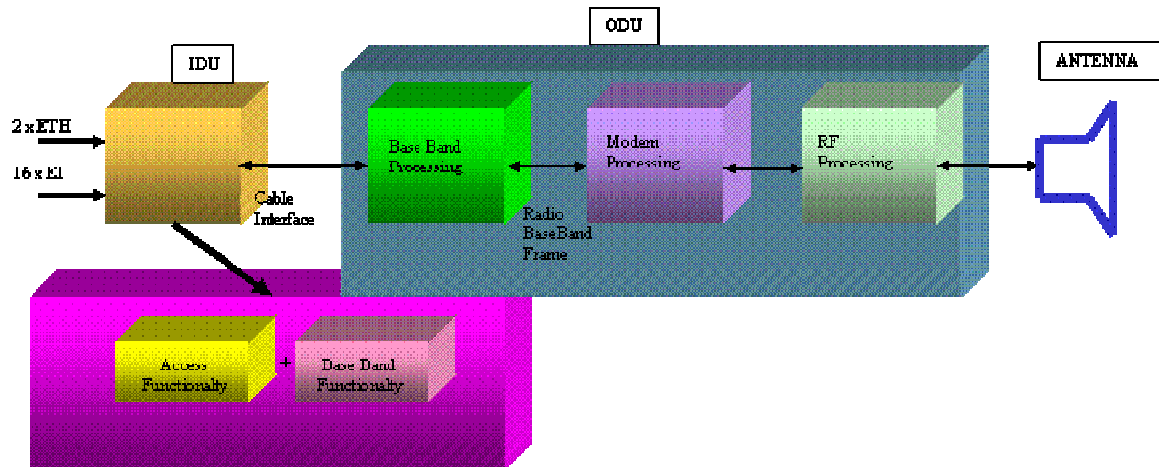 ODU
IDU
ANTENNA
2 x ETH
16 x E1
Base Band
Processing
Modem
Processing
RF
Processing
Cable
Interface
Radio
BaseBand
Frame
Access
Functionalty
+
Base Band
Functionalty